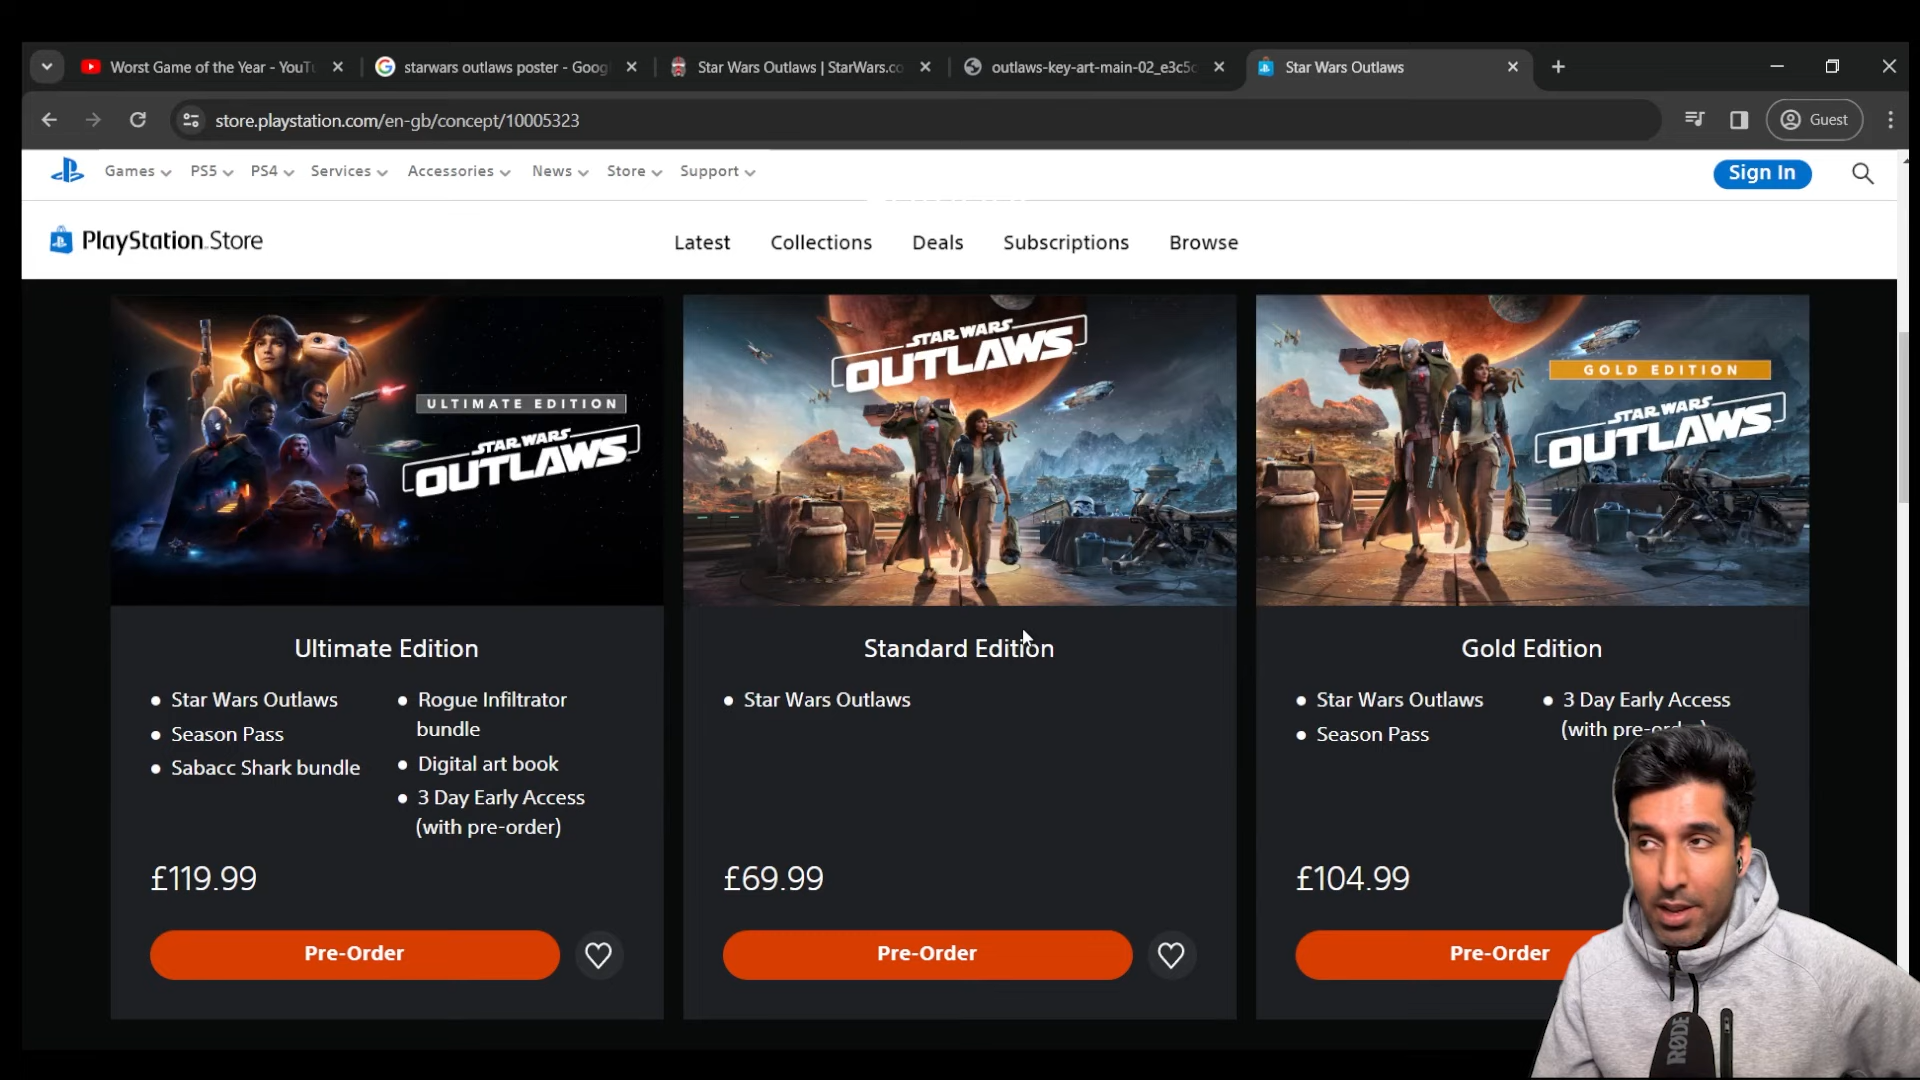 Worst Game of the Year - YouTu
starwars outlaws poster - Goog
Star Wars Outlaws | StarWars.co
outlaws-key-art-main-02_e3c5c
Star Wars Outlaws
store.playstation.com/en-gb/concept/10005323
Guest
Games
PS5
PS4
Services
Accessories
News
Store
Support
Sign In
PlayStation Store
Latest
Collections
Deals
Subscriptions
Browse
ULTIMATE EDITION
STAR WARS
OUTLAWS
STAR WARS
OUTLAWS
GOLD EDITION
STAR WARS
OUTLAWS
Ultimate Edition
• Star Wars Outlaws
• Season Pass
• Sabacc Shark bundle
• Rogue Infiltrator
bundle
• Digital art book
• 3 Day Early Access
(with pre-order)
£119.99
Pre-Order
Standard Edition
• Star Wars Outlaws
£69.99
Pre-Order
Gold Edition
• Star Wars Outlaws
• Season Pass
• 3 Day Early Access
(with pre-order)
£104.99
Pre-Order
RØDE